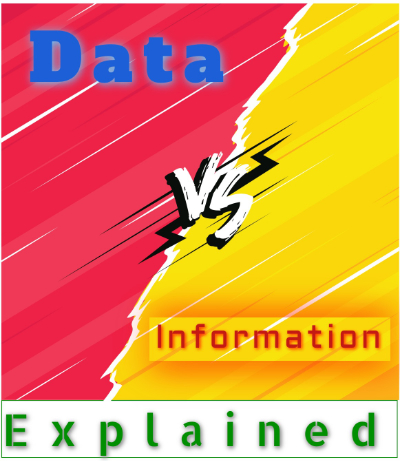 Data
VS
Information
Explained